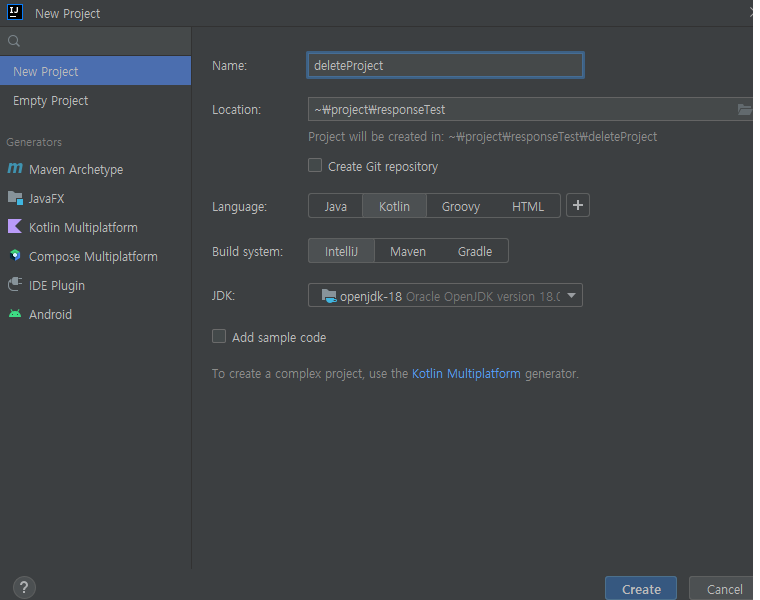 New Project
New Project
Empty Project
Generators
Maven Archetype
JavaFX
Kotlin Multiplatform
Compose Multiplatform
IDE Plugin
Android
Name: deleteProject
Location: ~₩project₩responseTest
Project will be created in: ~₩project₩responseTest₩deleteProject
Create Git repository
Language: Java Kotlin Groovy HTML +
Build system: IntelliJ Maven Gradle
JDK: openjdk-18 Oracle OpenJDK version 18.0
Add sample code
To create a complex project, use the Kotlin Multiplatform generator.
? Create Cancel